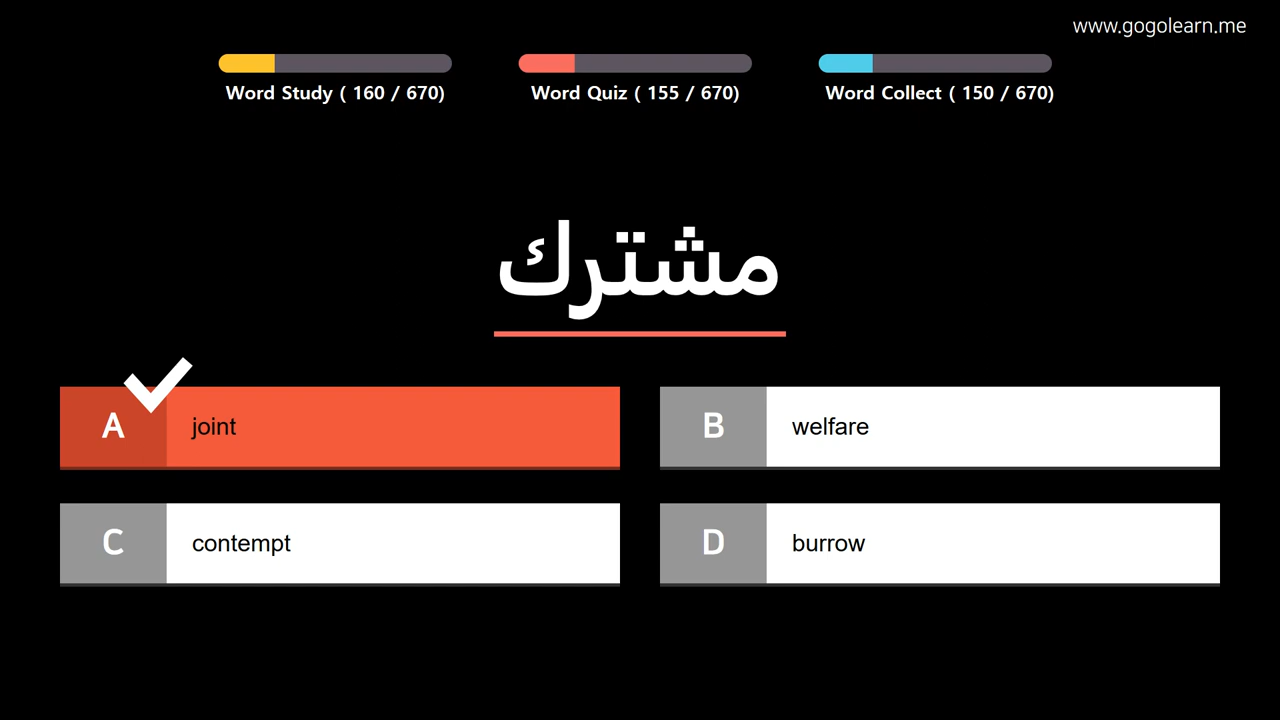 www.gogolearn.me
Word Study ( 160 / 670)
Word Quiz ( 155 / 670)
Word Collect ( 150 / 670)
مشترك
A joint
B welfare
C contempt
D burrow